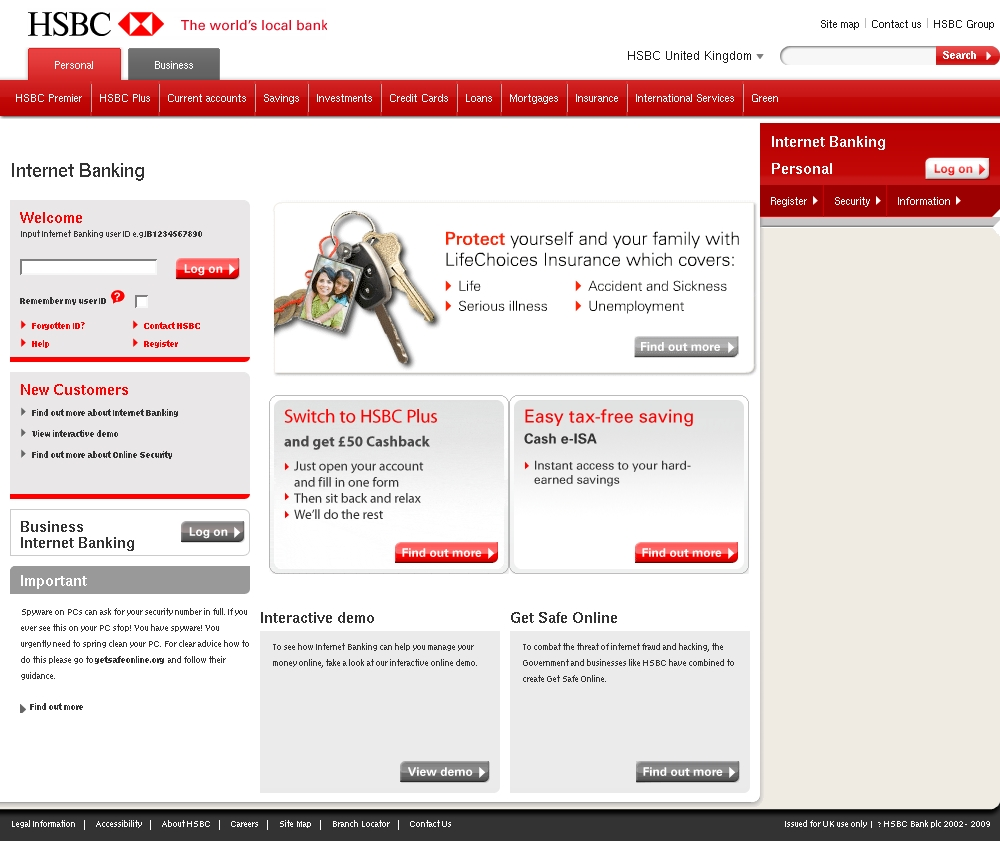 HSBC The world's local bank
Site map Contact us HSBC Group
Personal Business
HSBC United Kingdom Search
HSBC Premier HSBC Plus Current accounts Savings Investments Credit Cards Loans Mortgages Insurance International Services Green
Internet Banking
Welcome
Input Internet Banking user ID e.g.IB1234567890
Log on
Remember my user ID ?
Forgotten ID? Contact HSBC
Help Register
New Customers
Find out more about Internet Banking
View interactive demo
Find out more about Online Security
Business
Internet Banking
Log on
Important
Spyware on PCs can ask for your security number in full. If you
ever see this on your PC stop! You have spyware! You
urgently need to spring clean your PC. For clear advice how to
do this please go to getsafeonline.org and follow their
guidance.
Find out more
Protect yourself and your family with
LifeChoices Insurance which covers:
Life Accident and Sickness
Serious illness Unemployment
Find out more
Switch to HSBC Plus
and get £50 Cashback
Just open your account
and fill in one form
Then sit back and relax
We'll do the rest
Find out more
Easy tax-free saving
Cash e-ISA
Instant access to your hard-
earned savings
Find out more
Interactive demo
To see how Internet Banking can help you manage your
money online, take a look at our interactive online demo.
View demo
Get Safe Online
To combat the threat of internet fraud and hacking, the
Government and businesses like HSBC have combined to
create Get Safe Online.
Find out more
Internet Banking
Personal
Log on
Register Security Information
Legal Information Accessibility About HSBC Careers Site Map Branch Locator Contact Us
Issued for UK use only | ? HSBC Bank plc 2002 - 2009